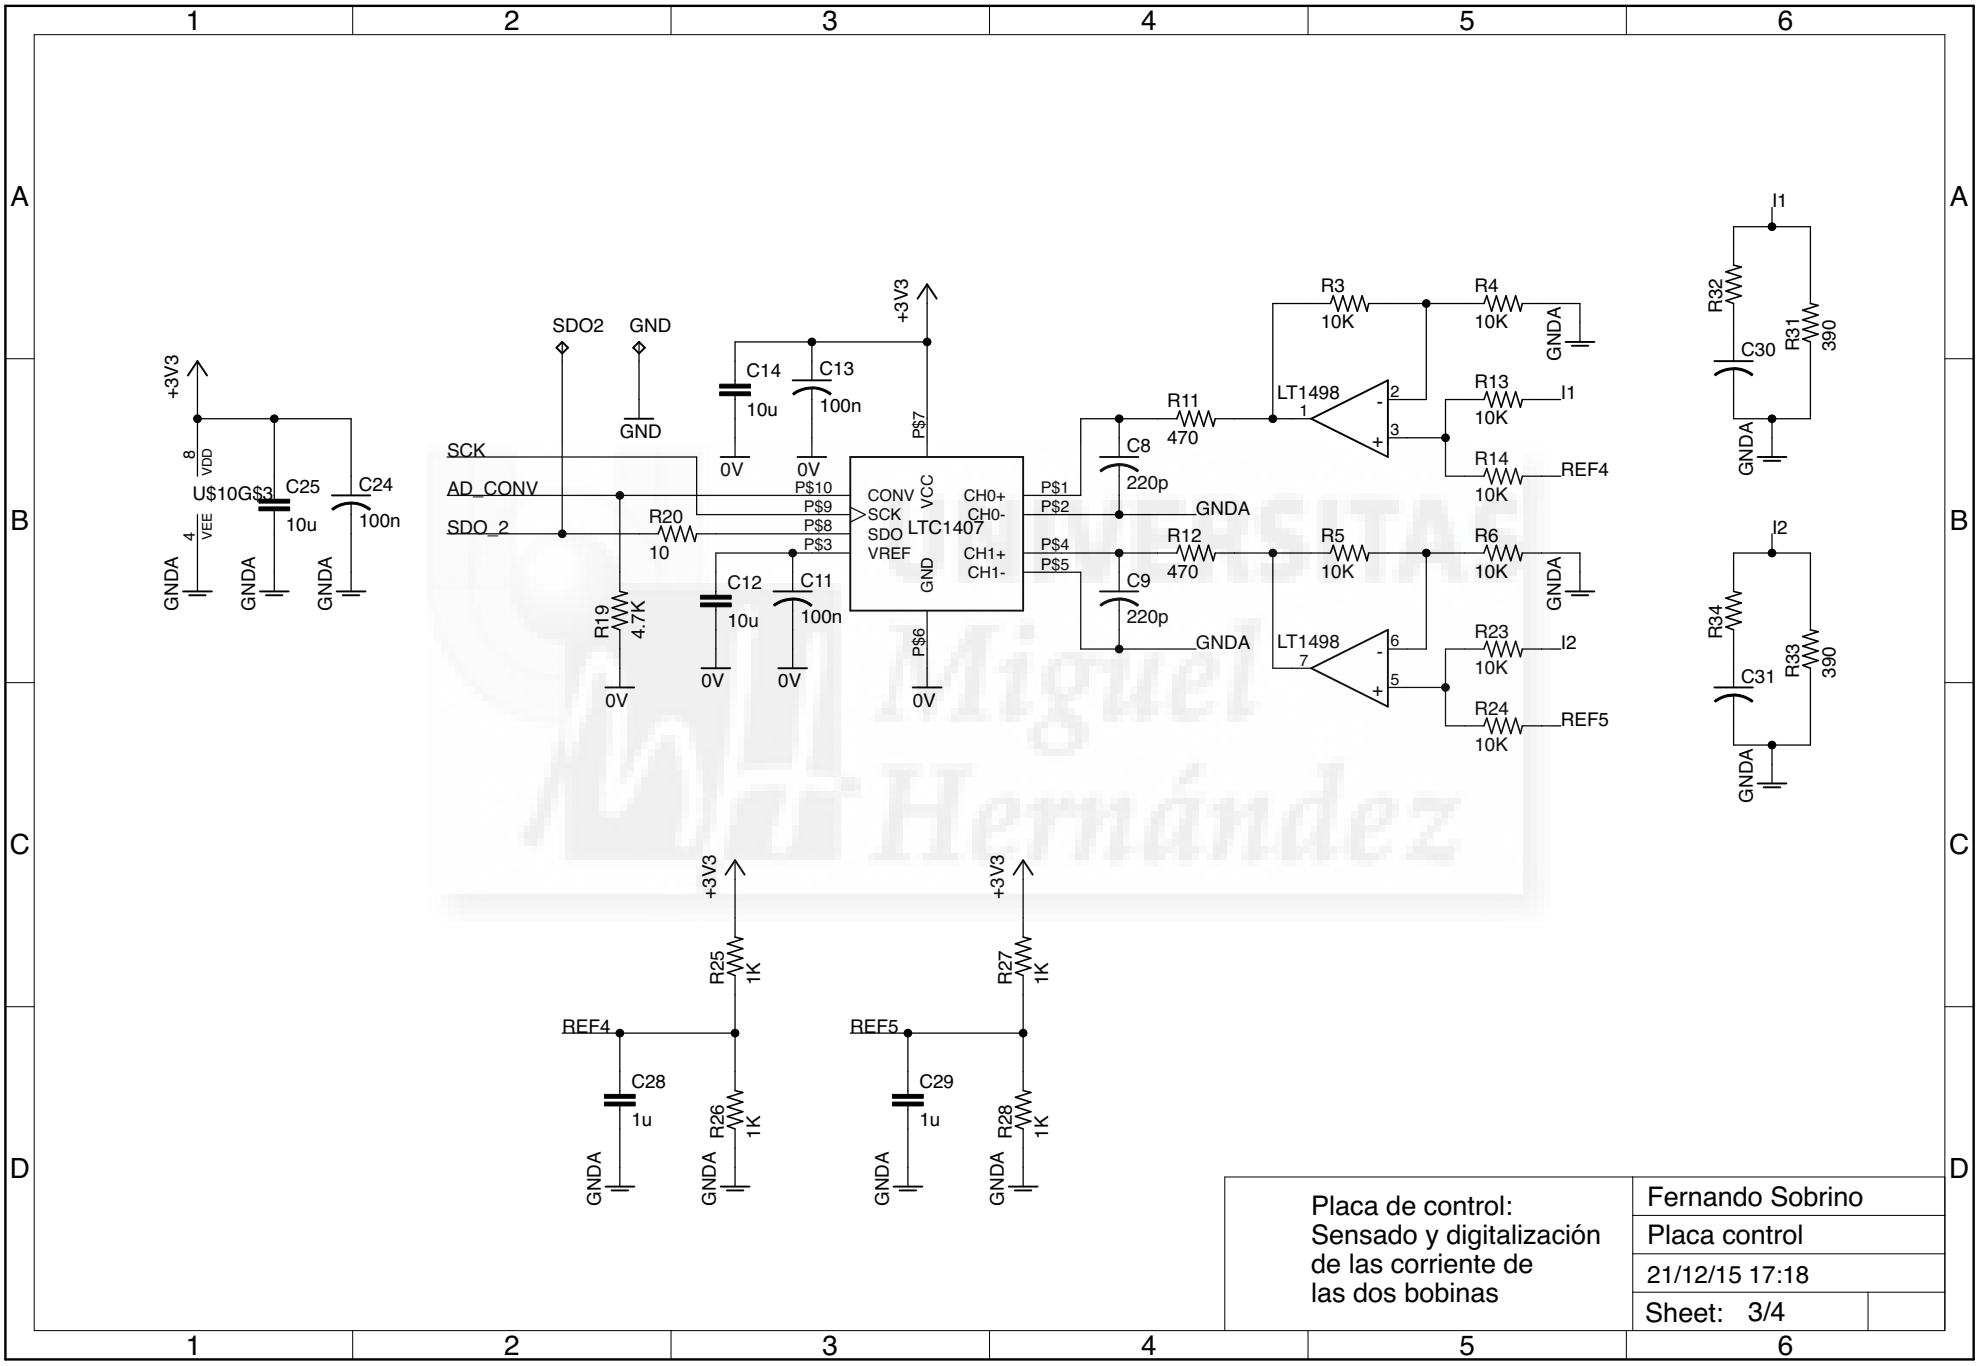 1 2 3 4 5 6
A A
B B
C C
D D
I1
R32
R31
390
C30
GNDA
I2
R34
R33
390
C31
GNDA
+3V3
8
VDD
U$10G$3
4
VEE
C25
10u
C24
100n
GNDA
GNDA
GNDA
SDO2
GND
GND
SCK
AD_CONV
SDO_2
R20
10
R19
4.7K
0V
+3V3
C14
10u
C13
100n
0V
0V
C12
10u
C11
100n
0V
0V
P$7
P$10
P$9
P$8
P$3
P$6
0V
CONV
SCK
SDO
VREF
VCC
LTC1407
GND
CH0+
CH0-
CH1+
CH1-
P$1
P$2
P$4
P$5
C8
220p
GNDA
C9
220p
GNDA
R11
470
R12
470
R3
10K
R4
10K
GNDA
LT1498
1
2
3
-
+
R13
10K
I1
R14
10K
REF4
R5
10K
R6
10K
GNDA
LT1498
7
6
5
-
+
R23
10K
I2
R24
10K
REF5
UNIVERSITAS
Miguel
Hernández
+3V3
R25
1K
REF4
C28
1u
R26
1K
GNDA
GNDA
+3V3
R27
1K
REF5
C29
1u
R28
1K
GNDA
GNDA
Placa de control:
Sensado y digitalización
de las corriente de
las dos bobinas
Fernando Sobrino
Placa control
21/12/15 17:18
Sheet: 3/4
1 2 3 4 5 6